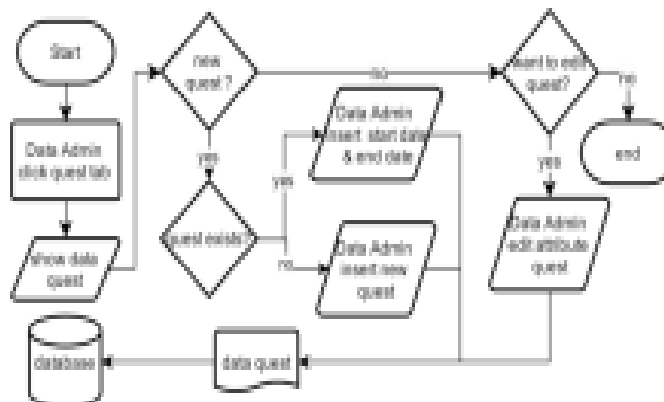 Start
new
quest ?
no
want to edit
quest?
no
end
Data Admin
click quest tab
yes
Data Admin
insert start date
& end date
yes
yes
show data
quest
quest exists?
no
Data Admin
insert new
quest
Data Admin
edit attribute
quest
database
data quest